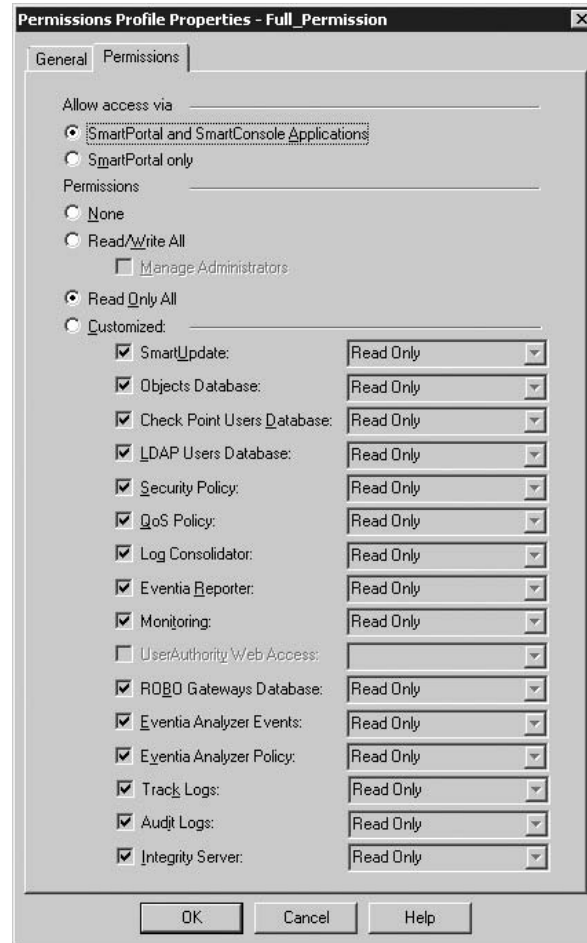 Permissions Profile Properties - Full_Permission
General Permissions
Allow access via
SmartPortal and SmartConsole Applications
SmartPortal only
Permissions
None
Read/Write All
Manage Administrators
Read Only All
Customized:
SmartUpdate: Read Only
Objects Database: Read Only
Check Point Users Database: Read Only
LDAP Users Database: Read Only
Security Policy: Read Only
QoS Policy: Read Only
Log Consolidator: Read Only
Eventia Reporter: Read Only
Monitoring: Read Only
UserAuthority Web Access:
ROBO Gateways Database: Read Only
Eventia Analyzer Events: Read Only
Eventia Analyzer Policy: Read Only
Track Logs: Read Only
Audit Logs: Read Only
Integrity Server: Read Only
OK Cancel Help